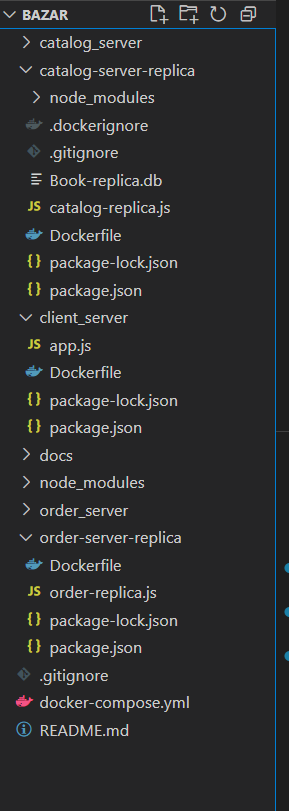 BAZAR
catalog_server
catalog-server-replica
node_modules
.dockerignore
.gitignore
Book-replica.db
JS catalog-replica.js
Dockerfile
{} package-lock.json
{} package.json
client_server
JS app.js
Dockerfile
{} package-lock.json
{} package.json
docs
node_modules
order_server
order-server-replica
Dockerfile
JS order-replica.js
{} package-lock.json
{} package.json
.gitignore
docker-compose.yml
README.md